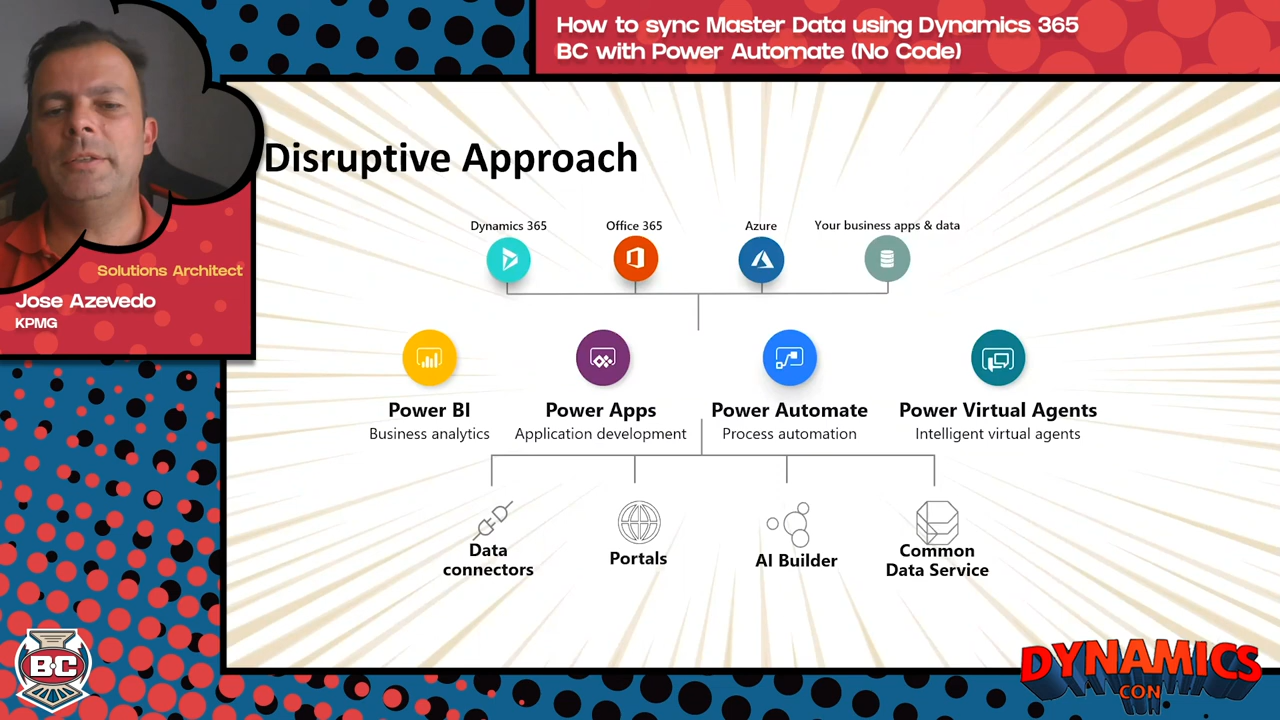 How to sync Master Data using Dynamics 365
BC with Power Automate (No Code)
Disruptive Approach
Dynamics 365
Office 365
Azure
Your business apps & data
Solutions Architect
Jose Azevedo
KPMG
Power BI
Business analytics
Power Apps
Application development
Power Automate
Process automation
Power Virtual Agents
Intelligent virtual agents
Data
connectors
Portals
AI Builder
Common
Data Service
BC
DYNAMICS
CON